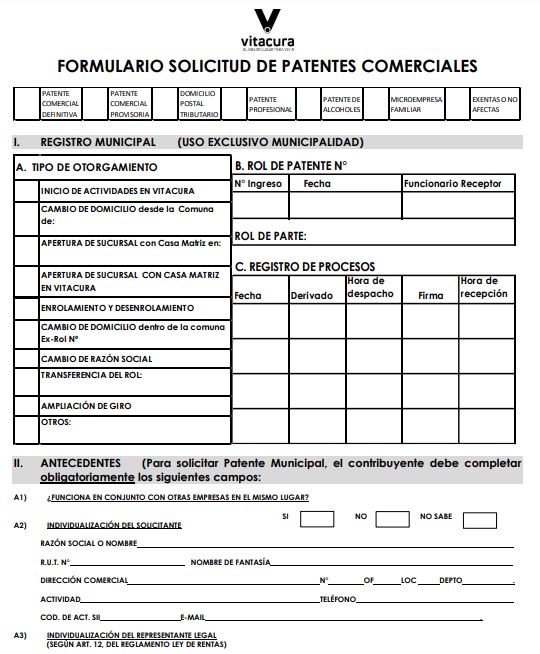 vitacura
FORMULARIO SOLICITUD DE PATENTES COMERCIALES
PATENTE COMERCIAL DEFINITIVA
PATENTE COMERCIAL PROVISORIA
DOMICILIO POSTAL TRIBUTARIO
PATENTE PROFESIONAL
PATENTE DE ALCOHOLES
MICROEMPRESA FAMILIAR
EXENTAS O NO AFECTAS
I. REGISTRO MUNICIPAL (USO EXCLUSIVO MUNICIPALIDAD)
A. TIPO DE OTORGAMIENTO
INICIO DE ACTIVIDADES EN VITACURA
CAMBIO DE DOMICILIO desde la Comuna
de:
APERTURA DE SUCURSAL con Casa Matriz en:
APERTURA DE SUCURSAL CON CASA MATRIZ
EN VITACURA
ENROLAMIENTO Y DESENROLAMIENTO
CAMBIO DE DOMICILIO dentro de la comuna
Ex-Rol Nº
CAMBIO DE RAZÓN SOCIAL
TRANSFERENCIA DEL ROL:
AMPLIACIÓN DE GIRO
OTROS:
B. ROL DE PATENTE N°
N° Ingreso Fecha Funcionario Receptor
ROL DE PARTE:
C. REGISTRO DE PROCESOS
Fecha Derivado Hora de despacho Firma Hora de recepción
II. ANTECEDENTES (Para solicitar Patente Municipal, el contribuyente debe completar
obligatoriamente los siguientes campos:
A1) ¿FUNCIONA EN CONJUNTO CON OTRAS EMPRESAS EN EL MISMO LUGAR?
SI NO NO SABE
A2) INDIVIDUALIZACIÓN DEL SOLICITANTE
RAZÓN SOCIAL O NOMBRE
R.U.T. N° NOMBRE DE FANTASÍA
DIRECCIÓN COMERCIAL N° OF LOC DEPTO
ACTIVIDAD TELÉFONO
COD. DE ACT. SII E-MAIL
A3) INDIVIDUALIZACIÓN DEL REPRESENTANTE LEGAL
(SEGÚN ART. 12, DEL REGLAMENTO LEY DE RENTAS)